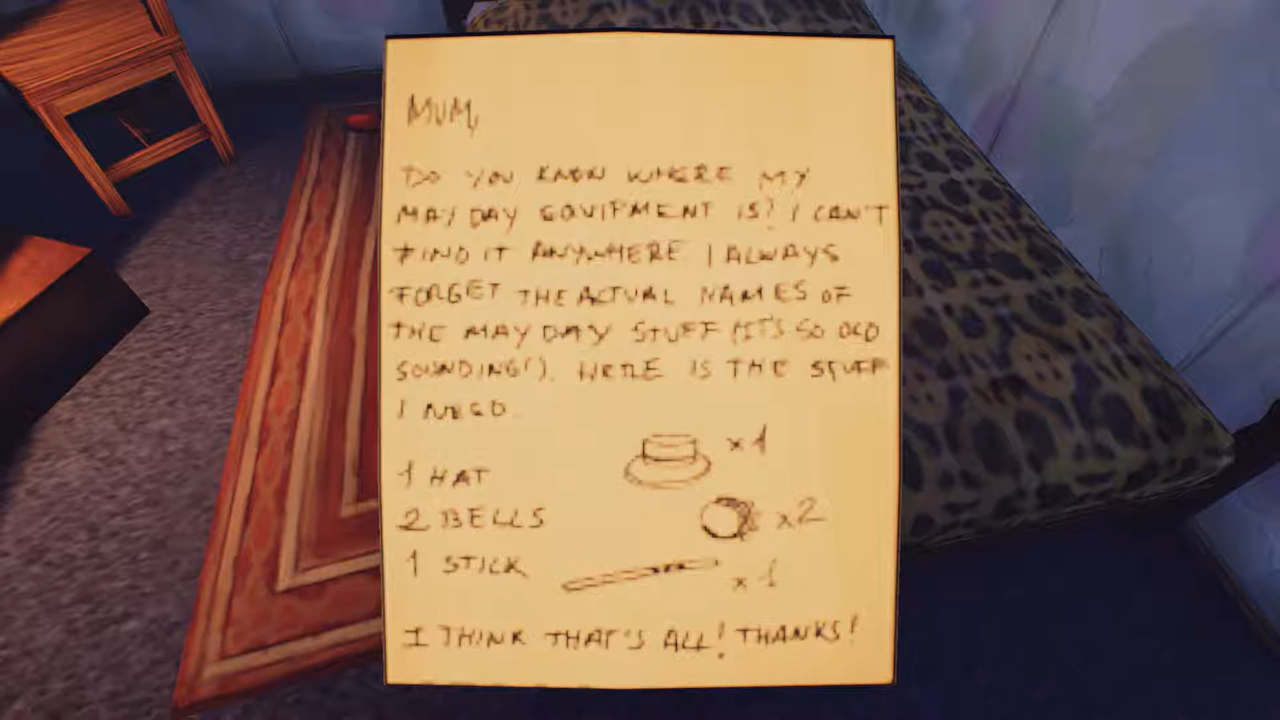 MUM,
DO YOU KNOW WHERE MY
MAY DAY EQUIPMENT IS? I CAN'T
FIND IT ANYWHERE. I ALWAYS
FORGET THE ACTUAL NAMES OF
THE MAY DAY STUFF (IT'S SO OLD
SOUNDING!). HERE IS THE STUFF
I NEED.
1 HAT x1
2 BELLS x2
1 STICK x1
I THINK THAT'S ALL! THANKS!